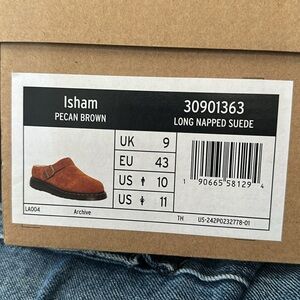 Isham
PECAN BROWN
30901363
LONG NAPPED SUEDE
UK 9
EU 43
US 10
US 11
1 90665 58129 4
LA004
Archive
TH
US-242P0232778-01